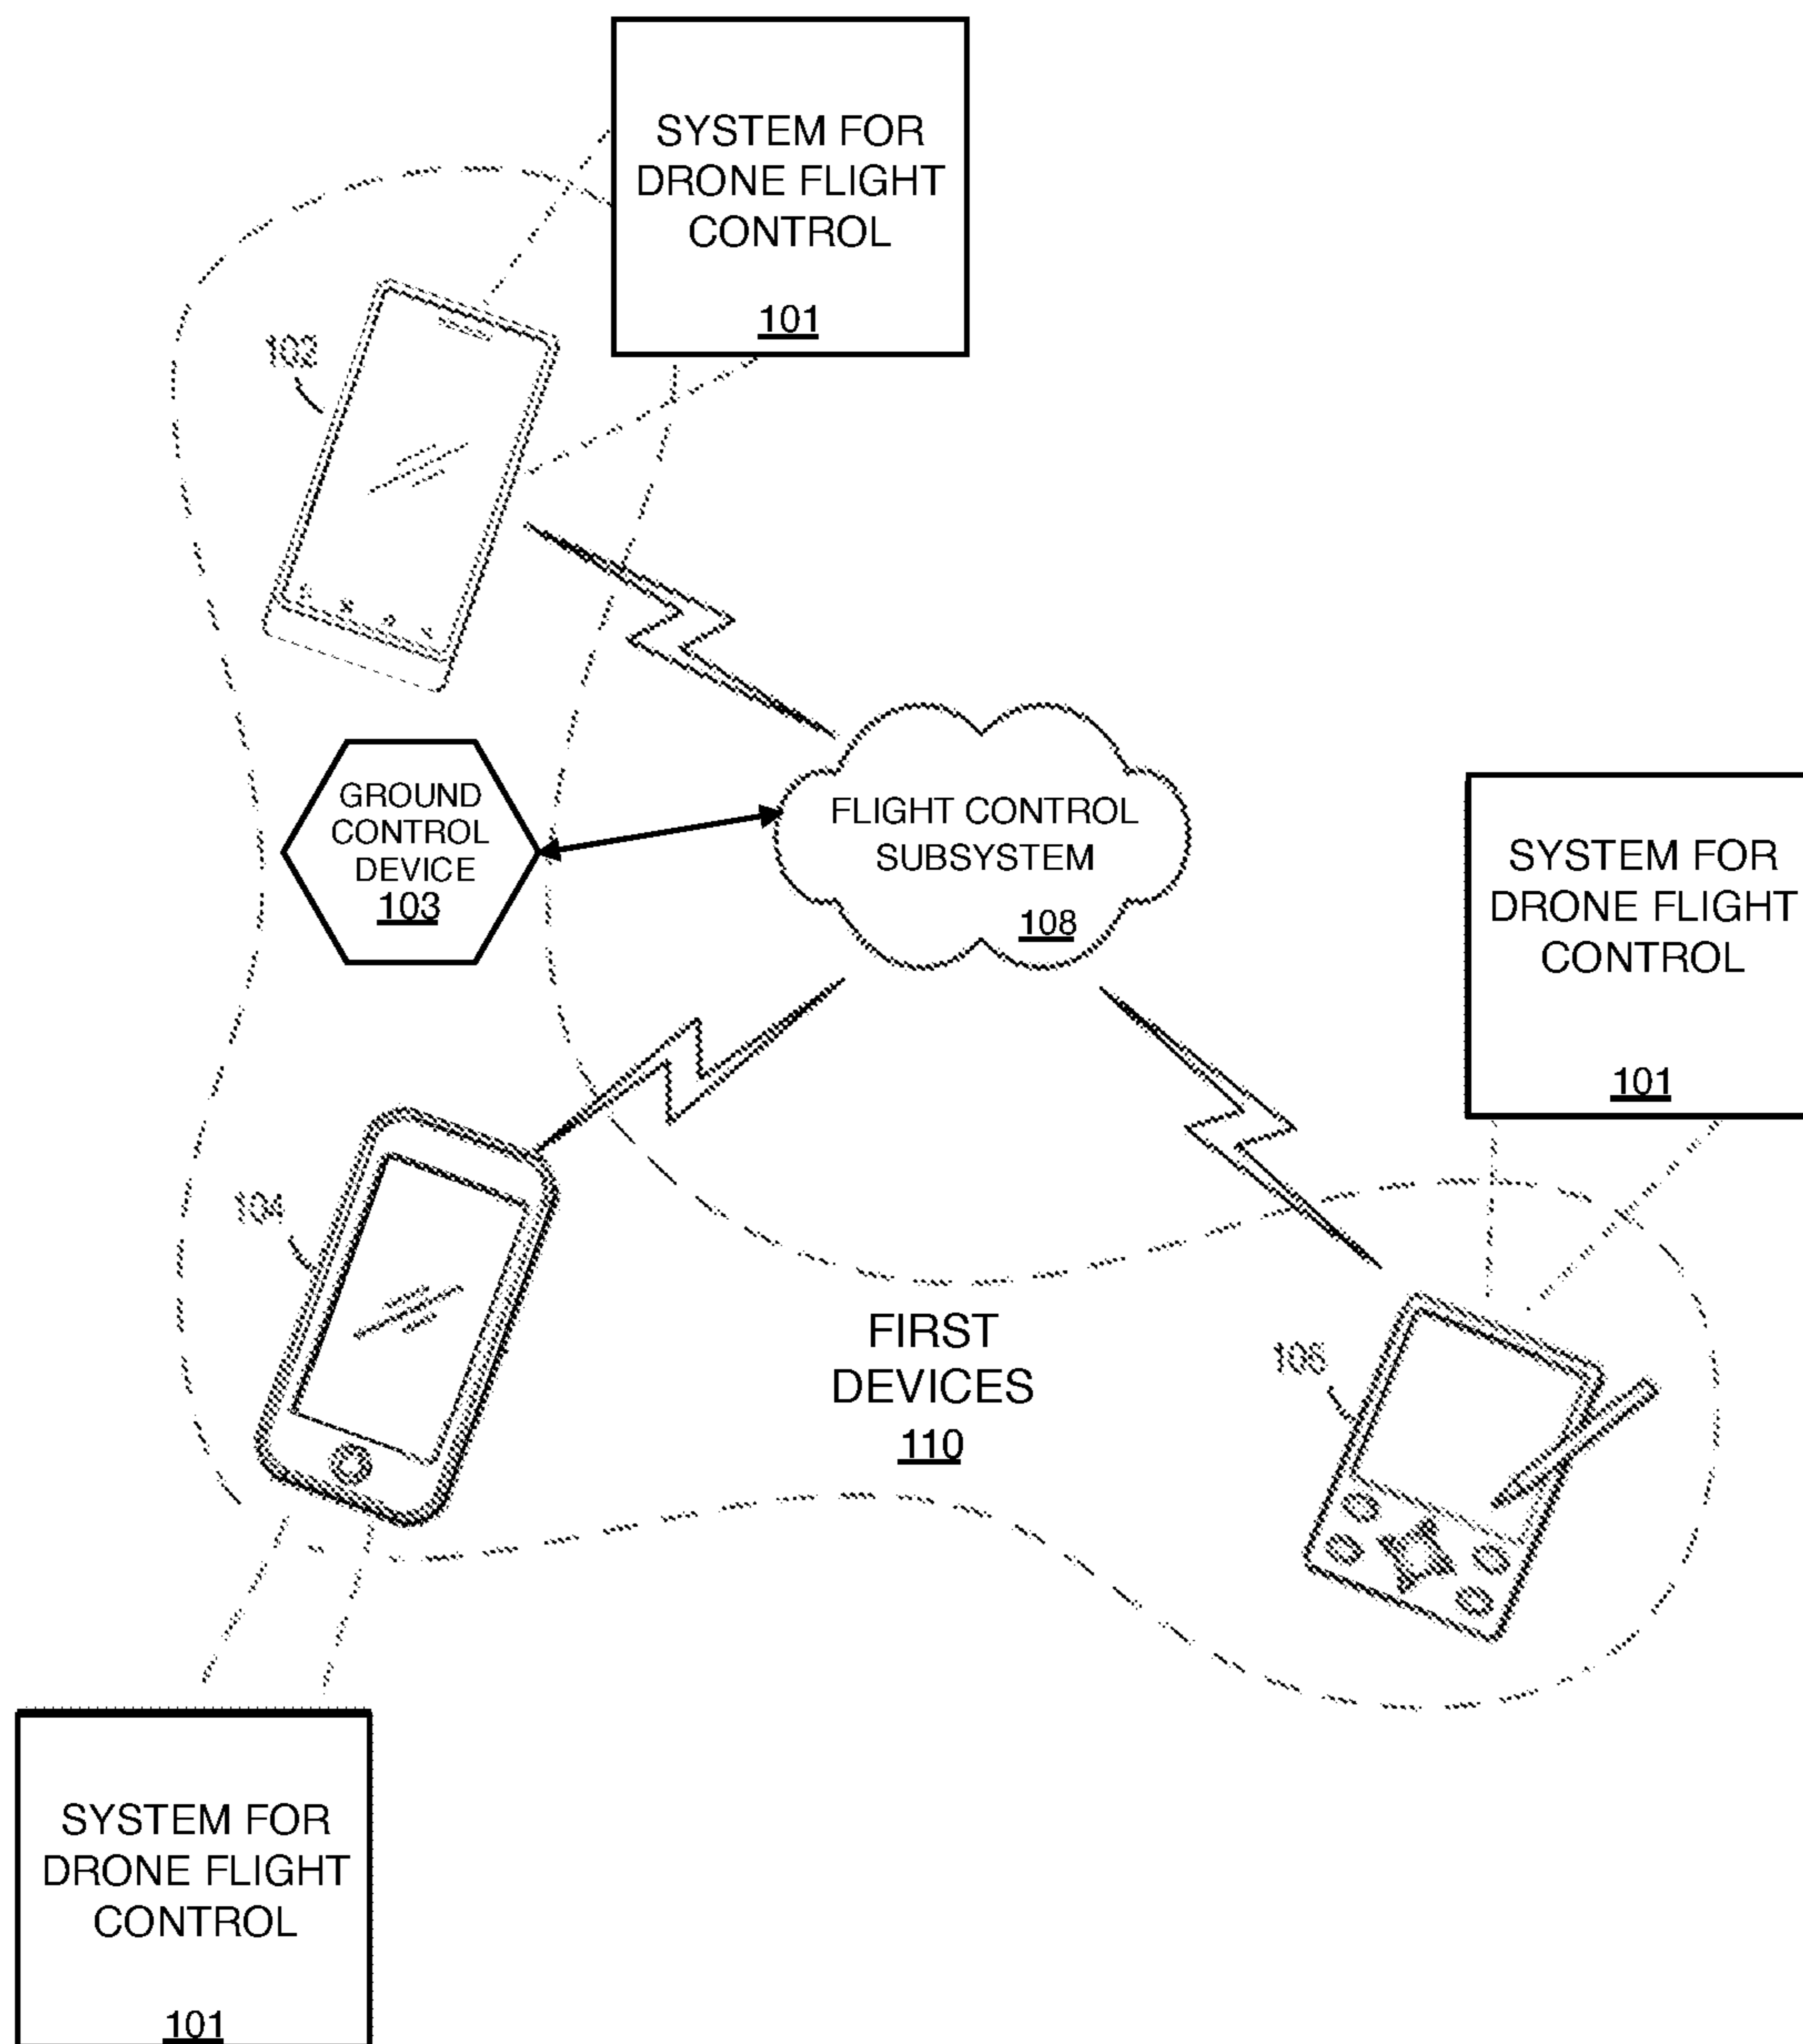 SYSTEM FOR
DRONE FLIGHT
CONTROL
101
102
GROUND
CONTROL
DEVICE
103
FLIGHT CONTROL
SUBSYSTEM
108
SYSTEM FOR
DRONE FLIGHT
CONTROL
101
104
FIRST
DEVICES
110
SYSTEM FOR
DRONE FLIGHT
CONTROL
101